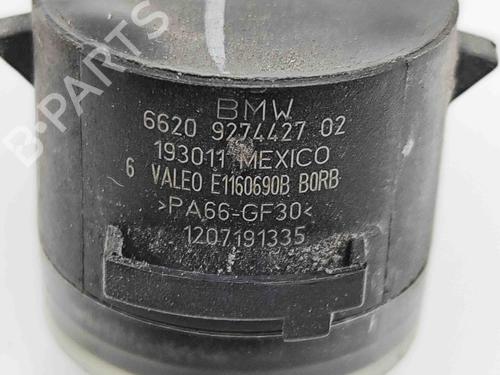 B-PARTS
BMW
6620 9274427 02
193011 MEXICO
6 VALEO E1160690B BORB
>PA66-GF30<
1207191335